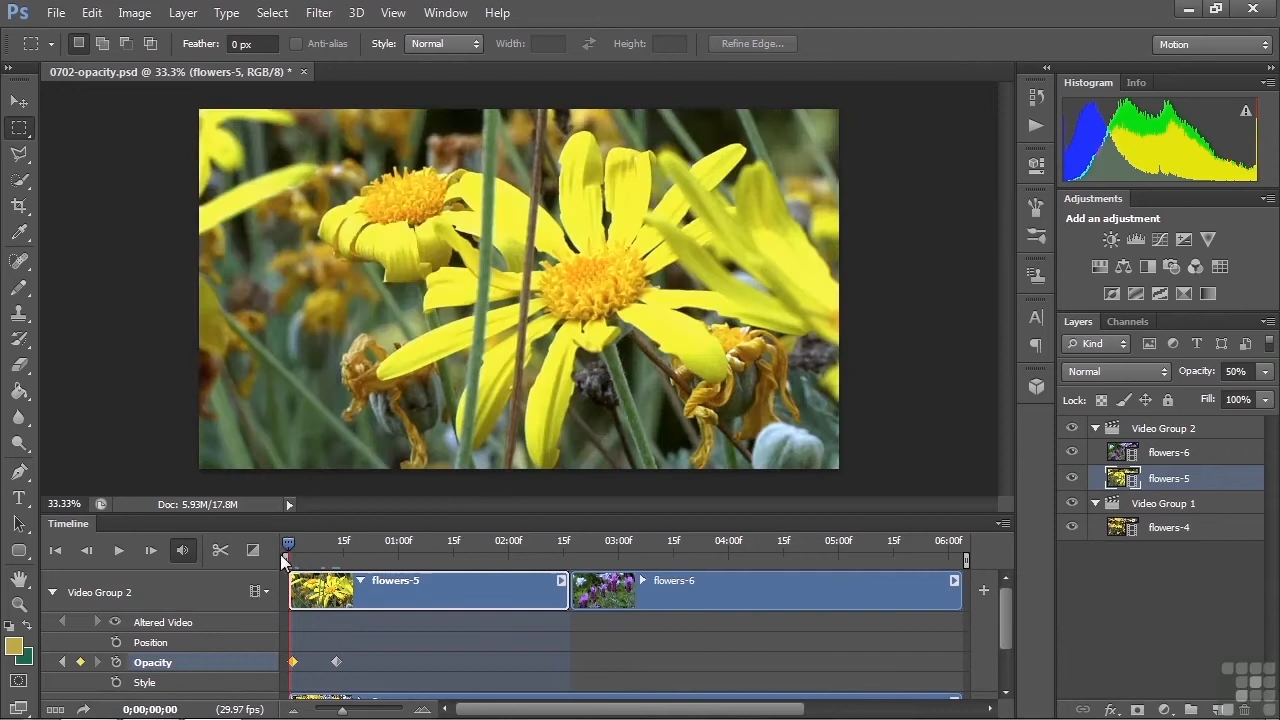 Ps File Edit Image Layer Type Select Filter 3D View Window Help
Feather: 0 px Anti-alias Style: Normal Width: Height: Refine Edge... Motion
0702-opacity.psd @ 33.3% (flowers-5, RGB/8) * ×
Histogram Info
Adjustments
Add an adjustment
Layers Channels
Kind
Normal Opacity: 50%
Lock: Fill: 100%
Video Group 2
flowers-6
flowers-5
Video Group 1
flowers-4
33.33% Doc: 5.93M/17.8M
Timeline
15f 01:00f 15f 02:00f 15f 03:00f 15f 04:00f 15f 05:00f 15f 06:00f
Video Group 2 flowers-5 flowers-6
Altered Video
Position
Opacity
Style
0;00;00;00 (29.97 fps)